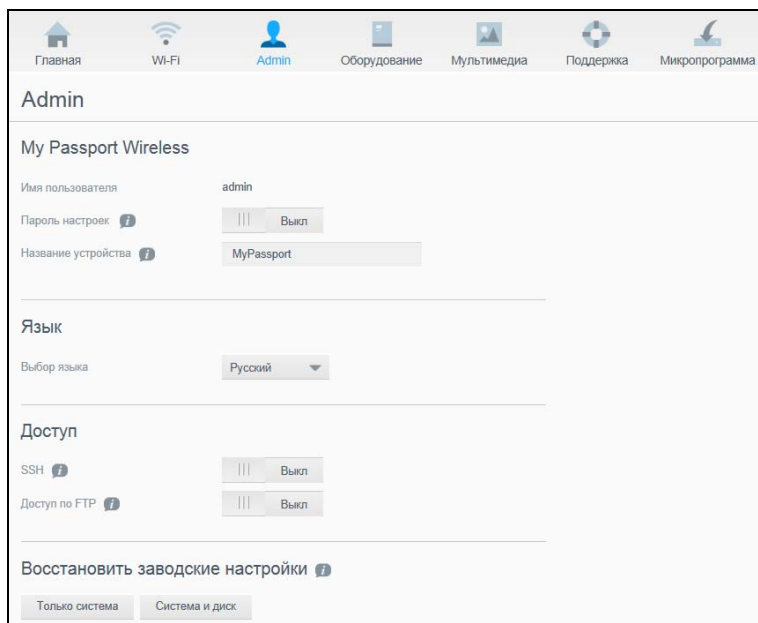 Главная Wi-Fi Admin Оборудование Мультимедиа Поддержка Микропрограмма
Admin
My Passport Wireless
Имя пользователя admin
Пароль настроек Выкл
Название устройства MyPassport
Язык
Выбор языка Русский
Доступ
SSH Выкл
Доступ по FTP Выкл
Восстановить заводские настройки
Только система Система и диск